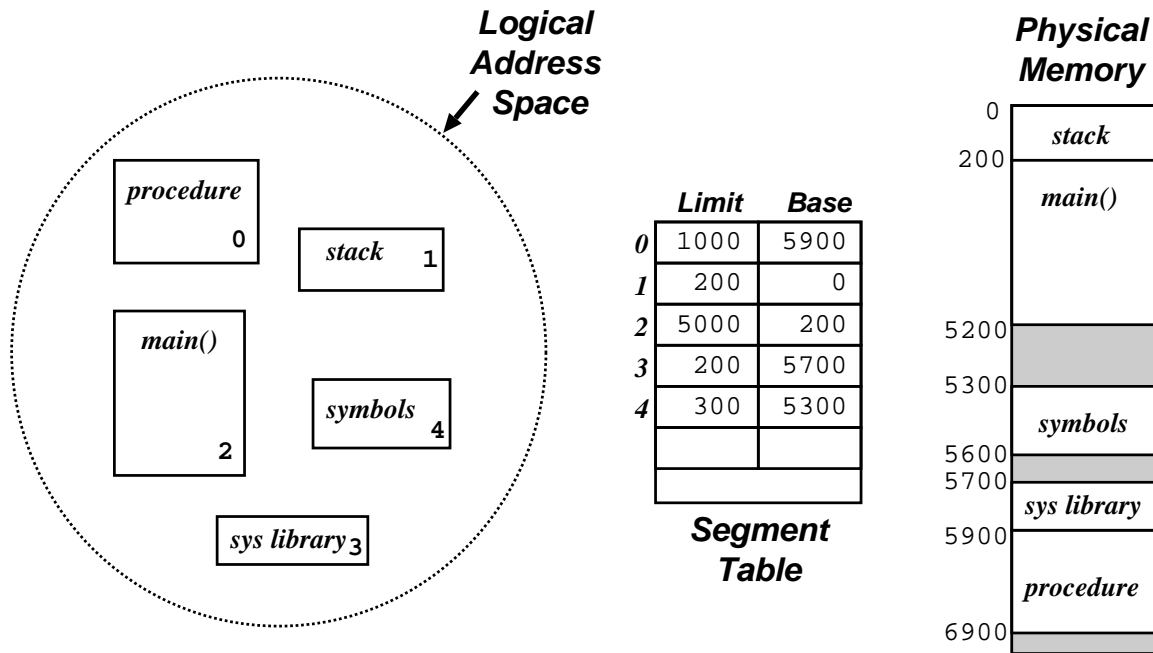 Logical
Address
Space
procedure
0
stack 1
main()
2
symbols 4
sys library 3
Limit Base
0 1000 5900
1 200 0
2 5000 200
3 200 5700
4 300 5300
Segment
Table
Physical
Memory
0
stack
200
main()
5200
5300
symbols
5600
5700
sys library
5900
procedure
6900